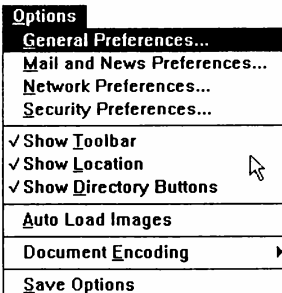 Options
General Preferences...
Mail and News Preferences...
Network Preferences...
Security Preferences...
✓ Show Toolbar
✓ Show Location
✓ Show Directory Buttons
Auto Load Images
Document Encoding
Save Options